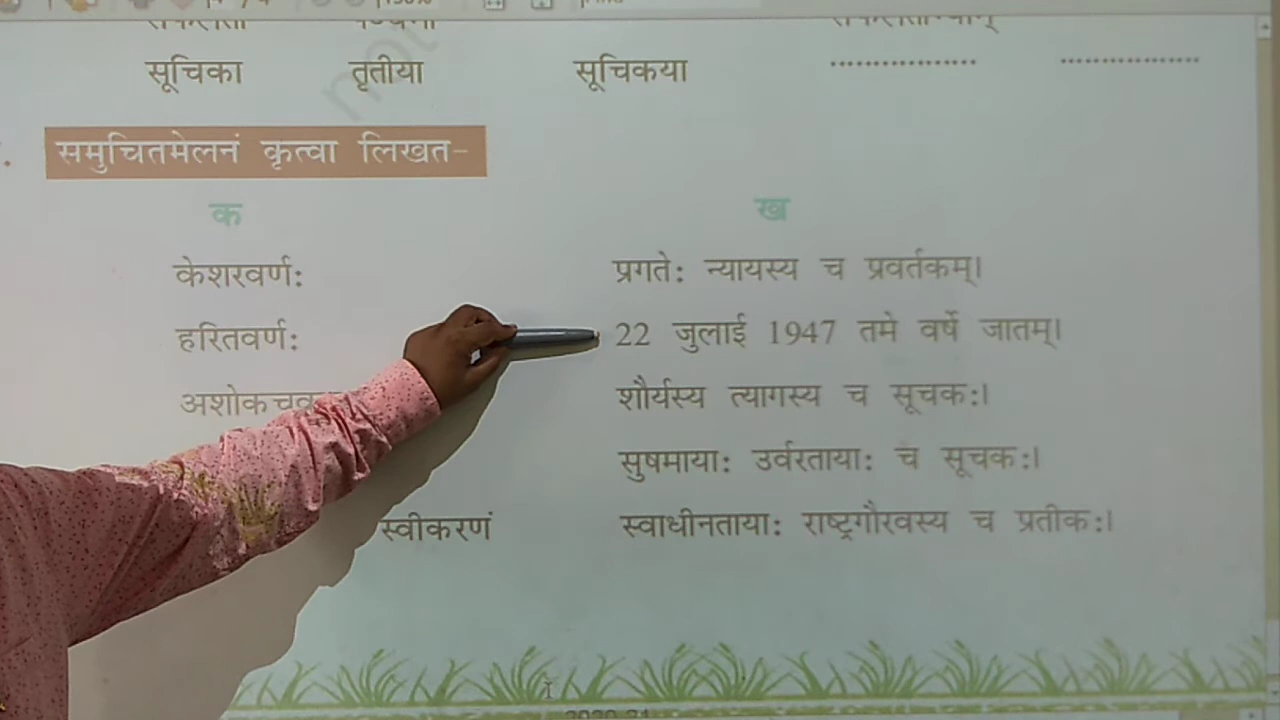 सूचिका तृतीया सूचिकया ................ ................
समुचितमेलनं कृत्वा लिखत-
क ख
केशरवर्णः प्रगतेः न्यायस्य च प्रवर्तकम्।
हरितवर्णः 22 जुलाई 1947 तमे वर्षे जातम्।
शौर्यस्य त्यागस्य च सूचकः।
सुषमायाः उर्वरतायाः च सूचकः।
स्वीकरणं स्वाधीनतायाः राष्ट्रगौरवस्य च प्रतीकः।